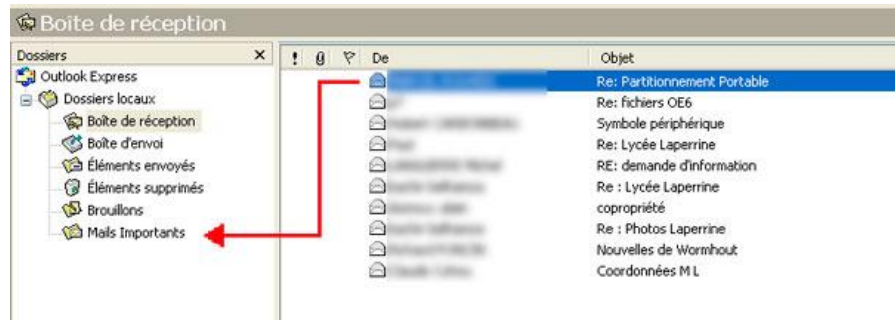 Boîte de réception
Dossiers
Outlook Express
Dossiers locaux
Boîte de réception
Boîte d'envoi
Éléments envoyés
Éléments supprimés
Brouillons
Mails Importants
! De Objet
Re: Partitionnement Portable
Re: fichiers OE6
Symbole périphérique
Re: Lycée Laperrine
RE: demande d'information
Re : Lycée Laperrine
copropriété
Re : Photos Laperrine
Nouvelles de Wormhout
Coordonnées M L